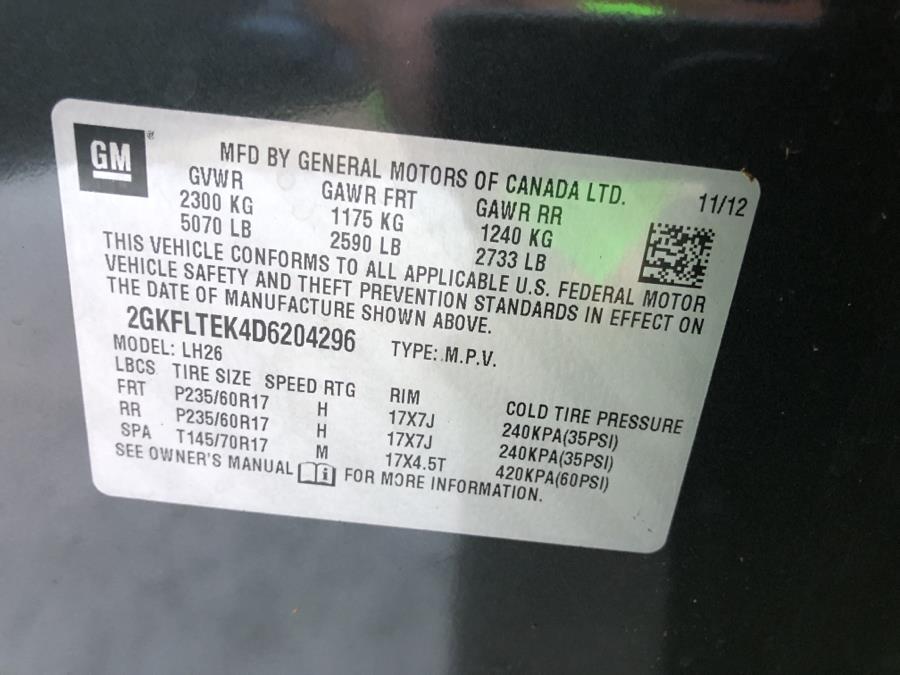 GM®
MFD BY GENERAL MOTORS OF CANADA LTD. 11/12
GVWR GAWR FRT GAWR RR
2300 KG 1175 KG 1240 KG
5070 LB 2590 LB 2733 LB
THIS VEHICLE CONFORMS TO ALL APPLICABLE U.S. FEDERAL MOTOR
VEHICLE SAFETY AND THEFT PREVENTION STANDARDS IN EFFECT ON
THE DATE OF MANUFACTURE SHOWN ABOVE.
2GKFLTEK4D6204296 TYPE: M.P.V.
MODEL: LH26
LBCS TIRE SIZE SPEED RTG RIM COLD TIRE PRESSURE
FRT P235/60R17 H 17X7J 240KPA(35PSI)
RR P235/60R17 H 17X7J 240KPA(35PSI)
SPA T145/70R17 M 17X4.5T 420KPA(60PSI)
SEE OWNER'S MANUAL i FOR MORE INFORMATION.